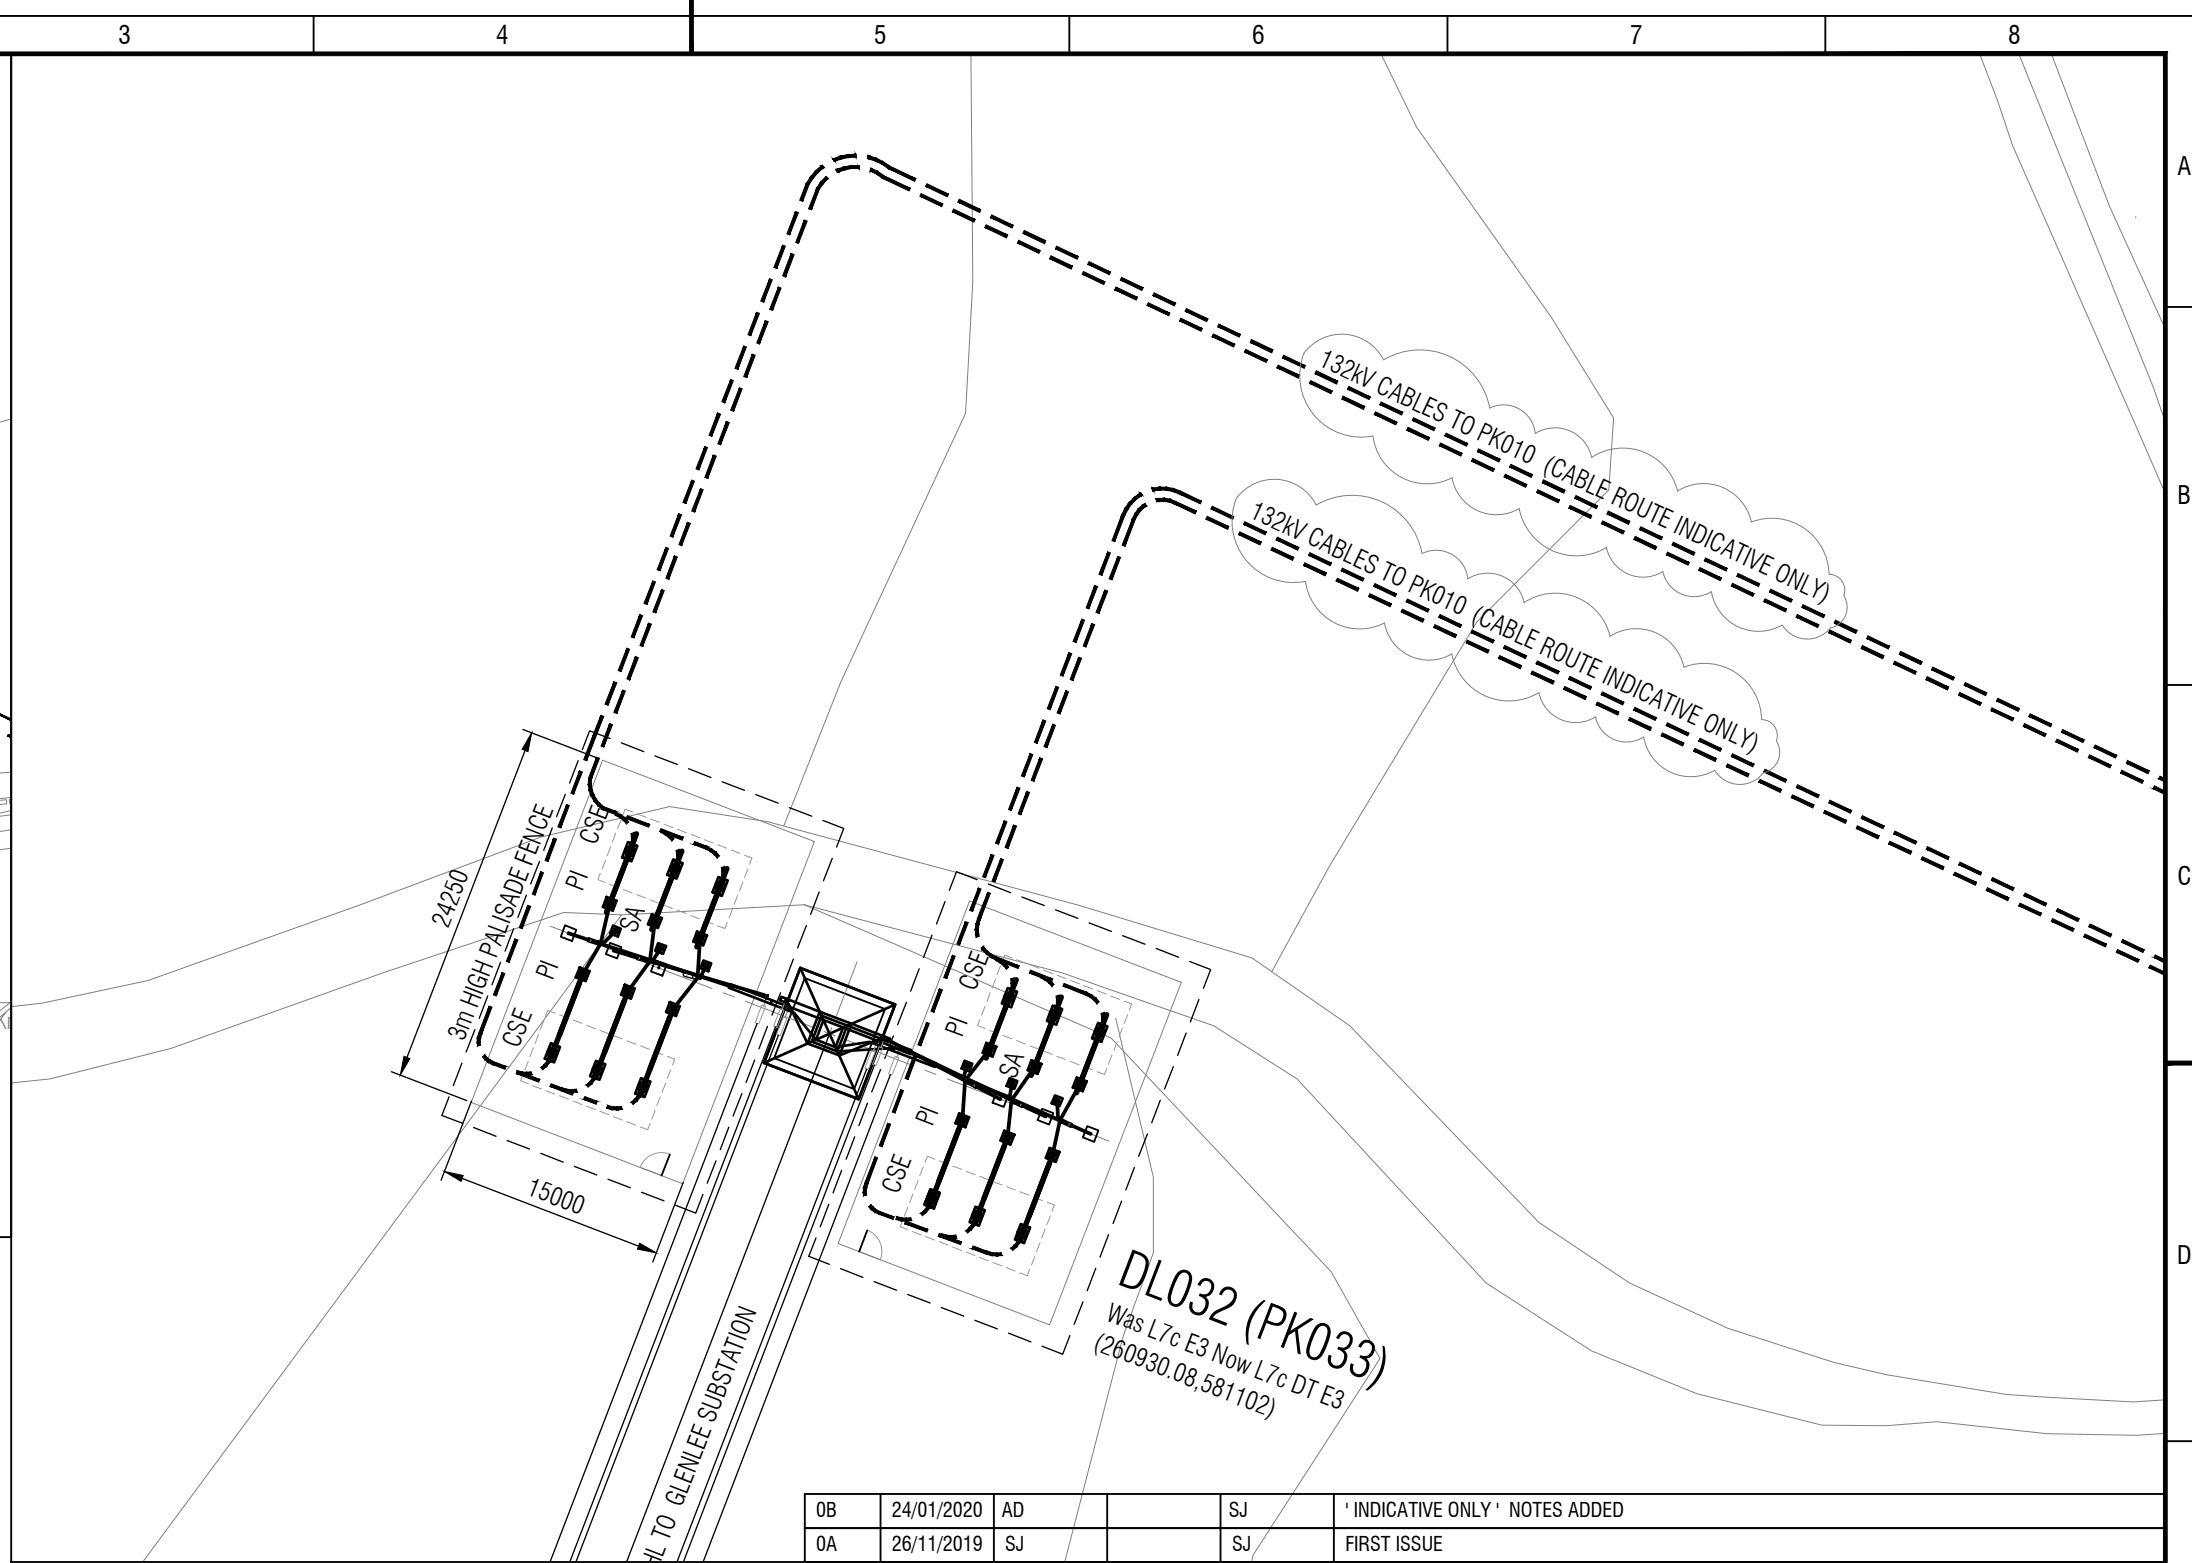 3 4 5 6 7 8
A
B
C
D
132kV CABLES TO PK010 (CABLE ROUTE INDICATIVE ONLY)
132kV CABLES TO PK010 (CABLE ROUTE INDICATIVE ONLY)
24250
3m HIGH PALISADE FENCE
CSE
PI
SA
PI
CSE
15000
CSE
PI
SA
PI
CSE
DL032 (PK033)
Was L7c E3 Now L7c DT E3
(260930.08,581102)
TO GLENLEE SUBSTATION
0B 24/01/2020 AD SJ ' INDICATIVE ONLY ' NOTES ADDED
0A 26/11/2019 SJ SJ FIRST ISSUE